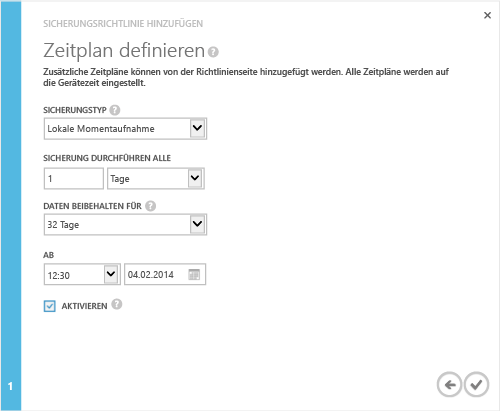 SICHERUNGSRICHTLINIE HINZUFÜGEN
Zeitplan definieren ?
Zusätzliche Zeitpläne können von der Richtlinienseite hinzugefügt werden. Alle Zeitpläne werden auf
die Gerätezeit eingestellt.
SICHERUNGSTYP ?
Lokale Momentaufnahme
SICHERUNG DURCHFÜHREN ALLE
1 Tage
DATEN BEIBEHALTEN FÜR ?
32 Tage
AB
12:30 04.02.2014
AKTIVIEREN ?
1